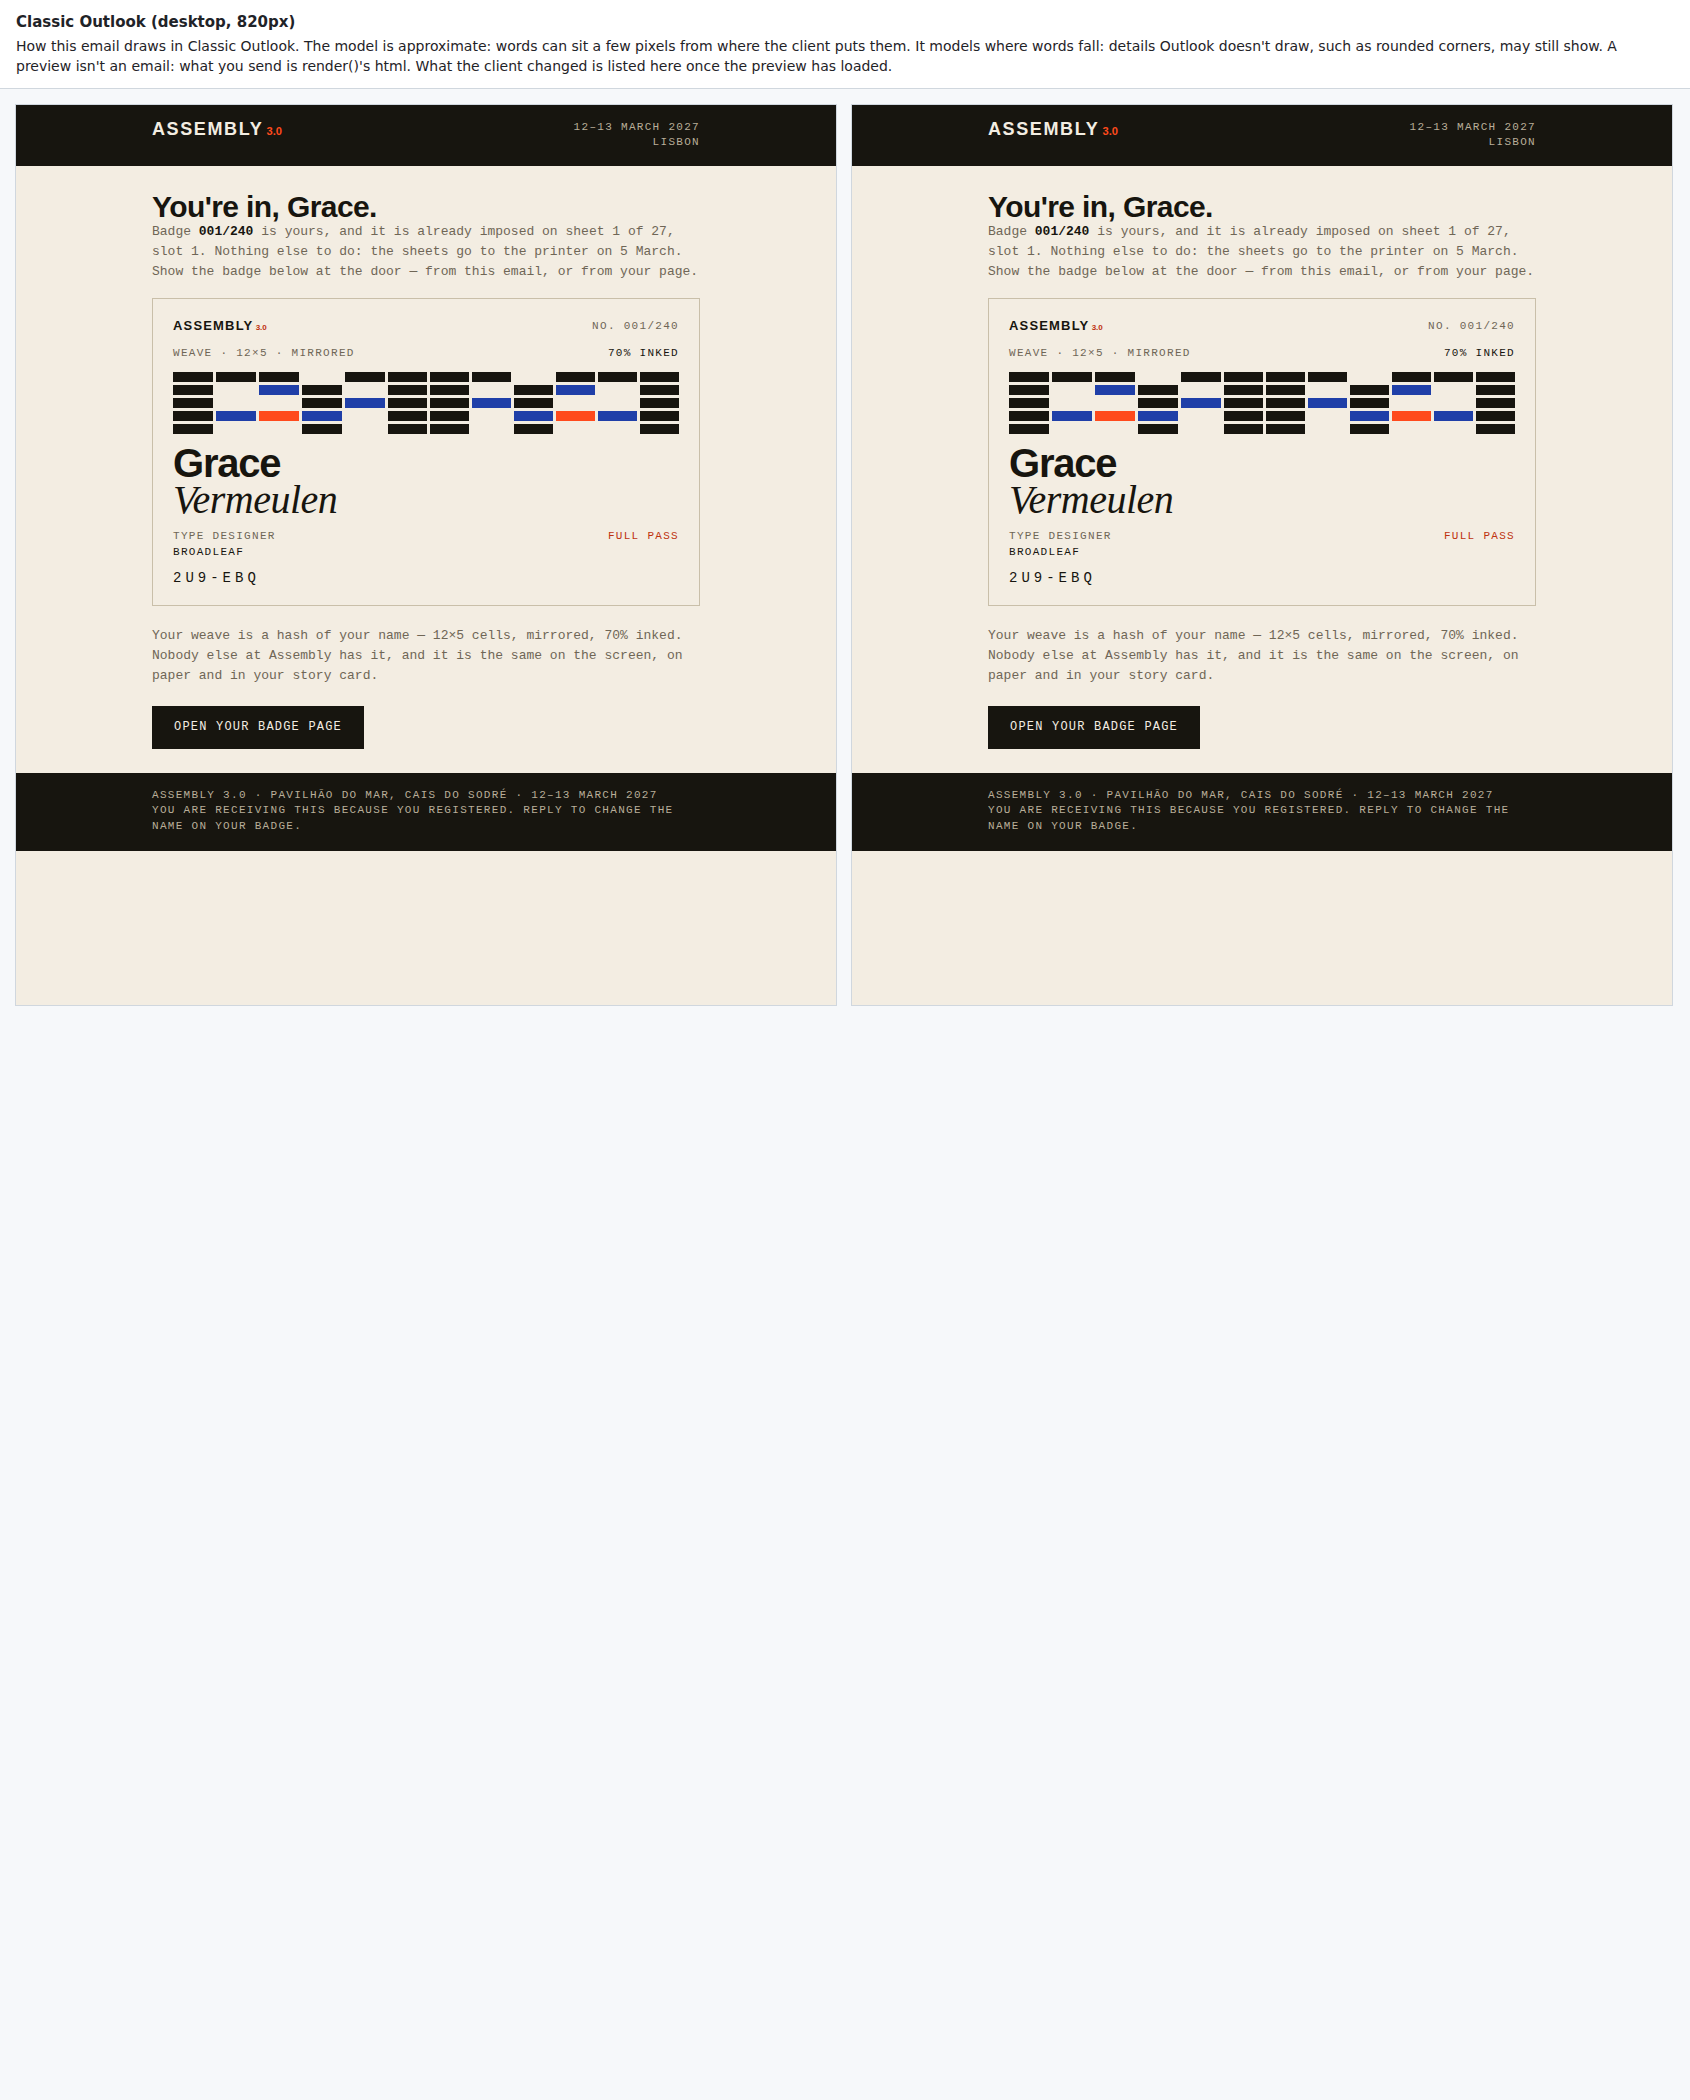 Classic Outlook (desktop, 820px)
How this email draws in Classic Outlook. The model is approximate: words can sit a few pixels from where the client puts them. It models where words fall: details Outlook doesn't draw, such as rounded corners, may still show. A
preview isn't an email: what you send is render()'s html. What the client changed is listed here once the preview has loaded.
ASSEMBLY 3.0
12–13 MARCH 2027
LISBON
You're in, Grace.
Badge 001/240 is yours, and it is already imposed on sheet 1 of 27,
slot 1. Nothing else to do: the sheets go to the printer on 5 March.
Show the badge below at the door — from this email, or from your page.
ASSEMBLY 3.0
NO. 001/240
WEAVE · 12×5 · MIRRORED
70% INKED
Grace
Vermeulen
TYPE DESIGNER
FULL PASS
BROADLEAF
2U9-EBQ
Your weave is a hash of your name — 12×5 cells, mirrored, 70% inked.
Nobody else at Assembly has it, and it is the same on the screen, on
paper and in your story card.
OPEN YOUR BADGE PAGE
ASSEMBLY 3.0 · PAVILHÃO DO MAR, CAIS DO SODRÉ · 12–13 MARCH 2027
YOU ARE RECEIVING THIS BECAUSE YOU REGISTERED. REPLY TO CHANGE THE
NAME ON YOUR BADGE.
ASSEMBLY 3.0
12–13 MARCH 2027
LISBON
You're in, Grace.
Badge 001/240 is yours, and it is already imposed on sheet 1 of 27,
slot 1. Nothing else to do: the sheets go to the printer on 5 March.
Show the badge below at the door — from this email, or from your page.
ASSEMBLY 3.0
NO. 001/240
WEAVE · 12×5 · MIRRORED
70% INKED
Grace
Vermeulen
TYPE DESIGNER
FULL PASS
BROADLEAF
2U9-EBQ
Your weave is a hash of your name — 12×5 cells, mirrored, 70% inked.
Nobody else at Assembly has it, and it is the same on the screen, on
paper and in your story card.
OPEN YOUR BADGE PAGE
ASSEMBLY 3.0 · PAVILHÃO DO MAR, CAIS DO SODRÉ · 12–13 MARCH 2027
YOU ARE RECEIVING THIS BECAUSE YOU REGISTERED. REPLY TO CHANGE THE
NAME ON YOUR BADGE.